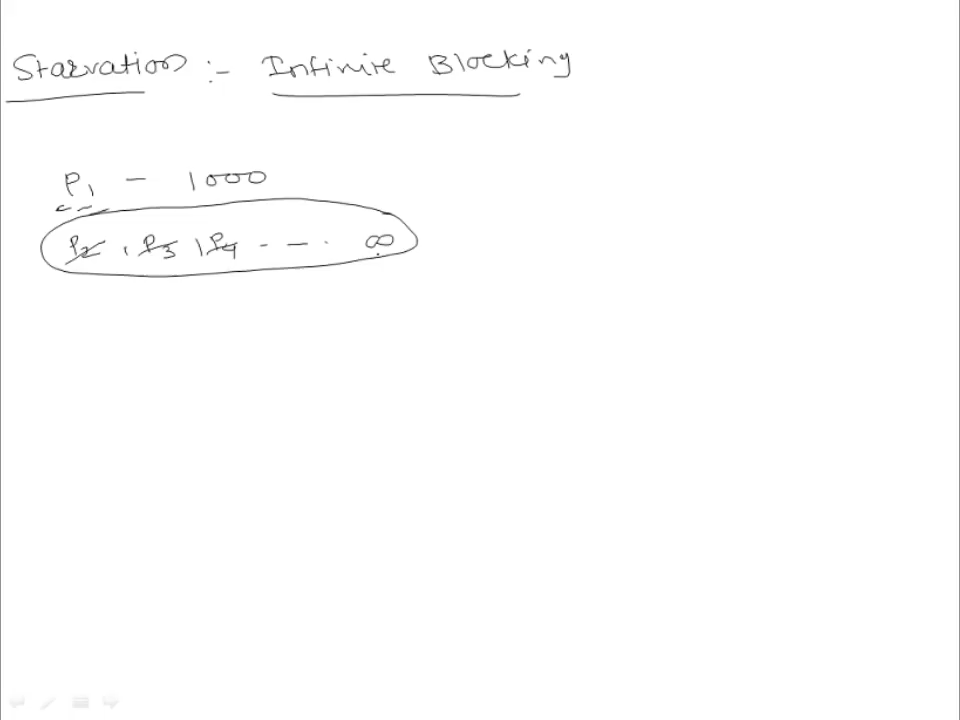 Starvation :- Infinite Blocking
P1 - 1000
P2, P3, P4 - - . ∞